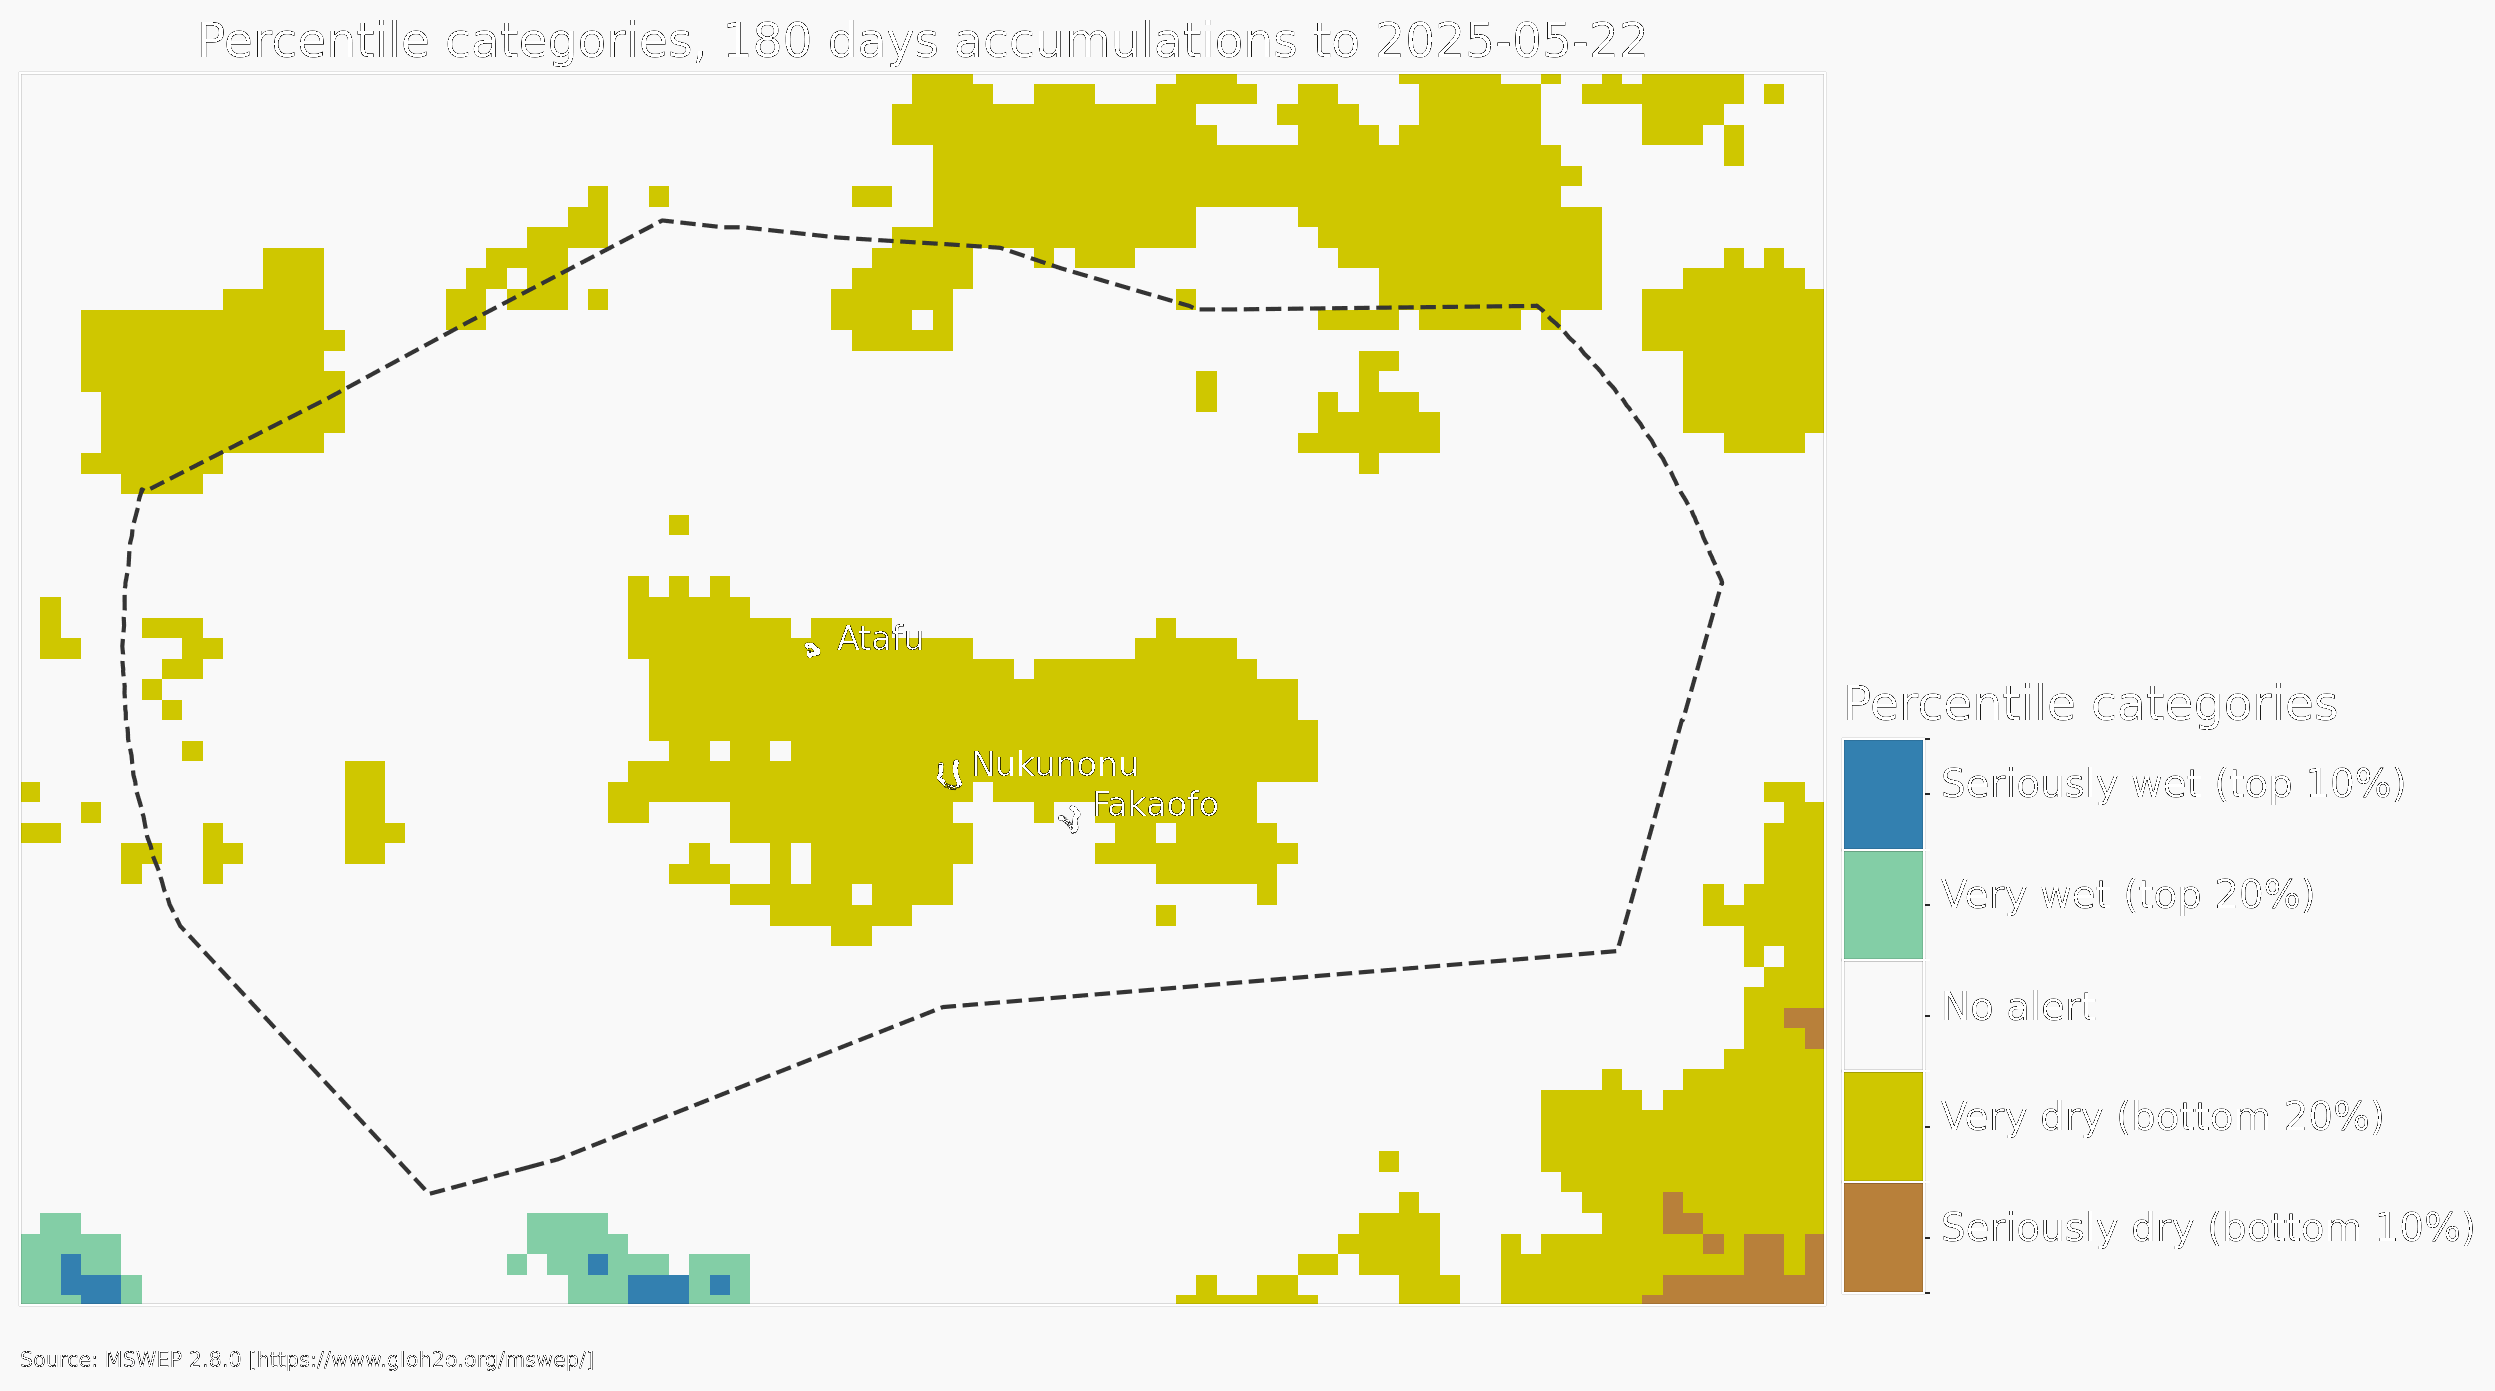 Percentile categories, 180 days accumulations to 2025-05-22
Atafu
Nukunonu
Fakaofo
Percentile categories
Seriously wet (top 10%)
Very wet (top 20%)
No alert
Very dry (bottom 20%)
Seriously dry (bottom 10%)
Source: MSWEP 2.8.0 [https://www.gloh2o.org/mswep/]